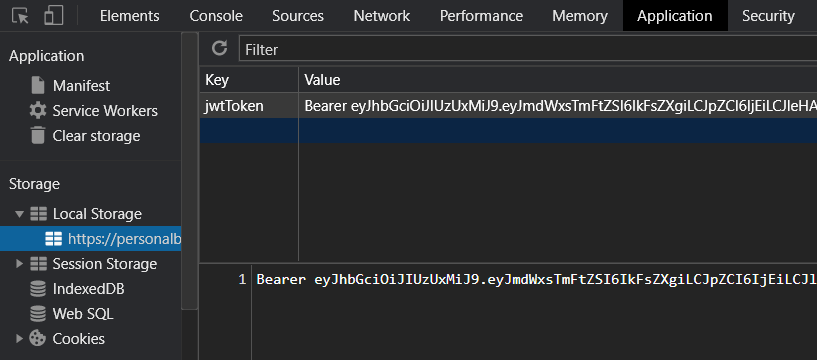 Elements Console Sources Network Performance Memory Application Security
Application
Manifest
Service Workers
Clear storage
Storage
Local Storage
https://personalb
Session Storage
IndexedDB
Web SQL
Cookies
Filter
Key Value
jwtToken Bearer eyJhbGciOiJIUzUxMiJ9.eyJmdWxsTmFtZSI6IkFsZXgiLCJpZCI6IjEiLCJleHA
1 Bearer eyJhbGciOiJIUzUxMiJ9.eyJmdWxsTmFtZSI6IkFsZXgiLCJpZCI6IjEiLCJl